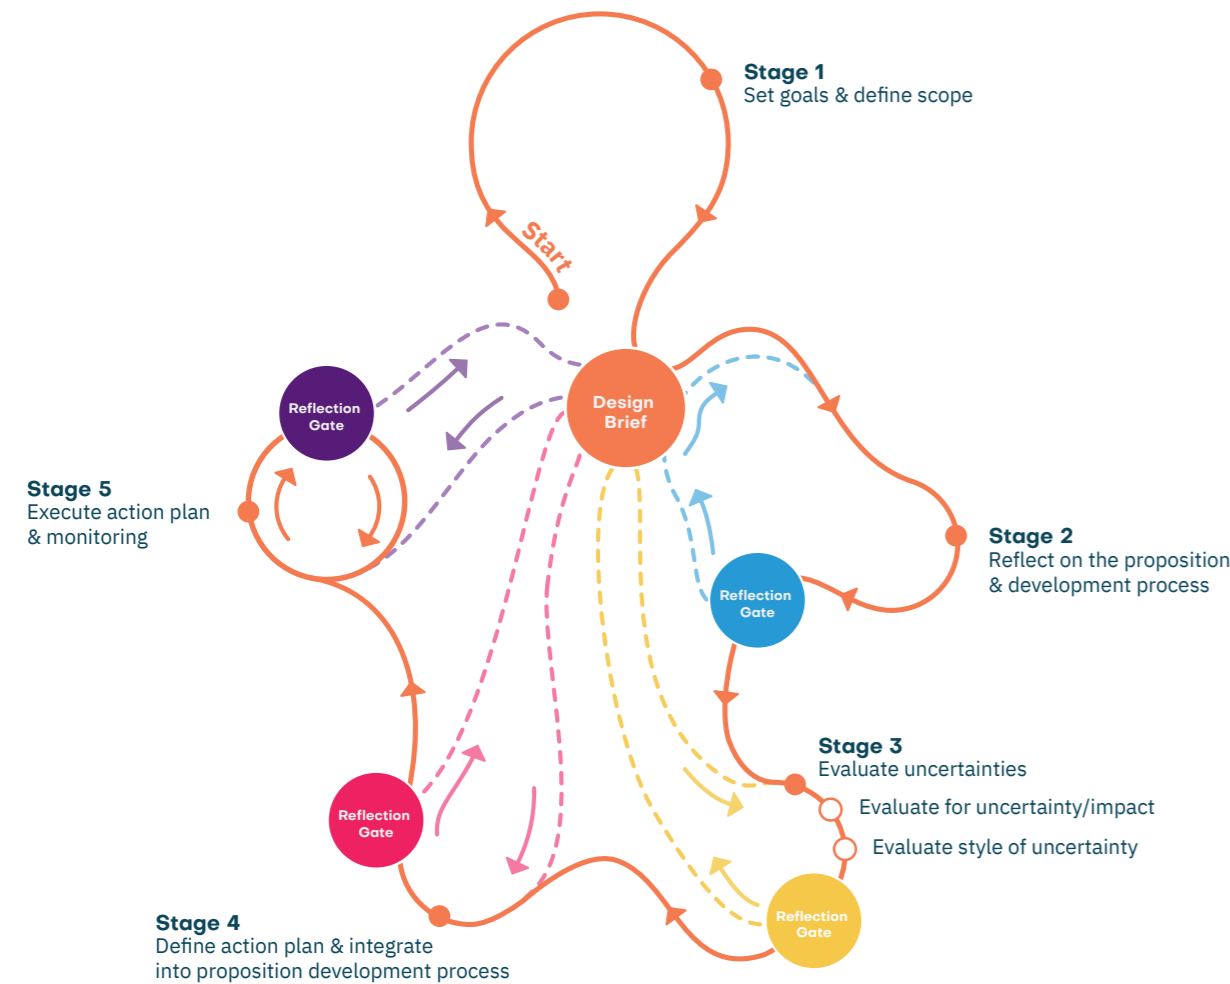 Stage 1
Set goals & define scope
Start
Design
Brief
Reflection
Gate
Stage 5
Execute action plan
& monitoring
Stage 2
Reflect on the proposition
& development process
Reflection
Gate
Stage 3
Evaluate uncertainties
Evaluate for uncertainty/impact
Evaluate style of uncertainty
Reflection
Gate
Reflection
Gate
Stage 4
Define action plan & integrate
into proposition development process